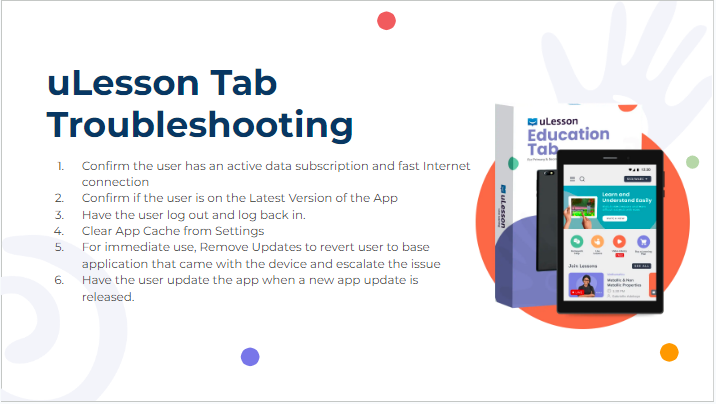 uLesson Tab
Troubleshooting
1. Confirm the user has an active data subscription and fast Internet
connection
2. Confirm if the user is on the Latest Version of the App
3. Have the user log out and log back in.
4. Clear App Cache from Settings
5. For immediate use, Remove Updates to revert user to base
application that came with the device and escalate the issue
6. Have the user update the app when a new app update is
released.
uLesson
Education
Tab
uLesson
Learn and
Understand Easily
Join Lessons
Metallic & Non
Metallic Properties